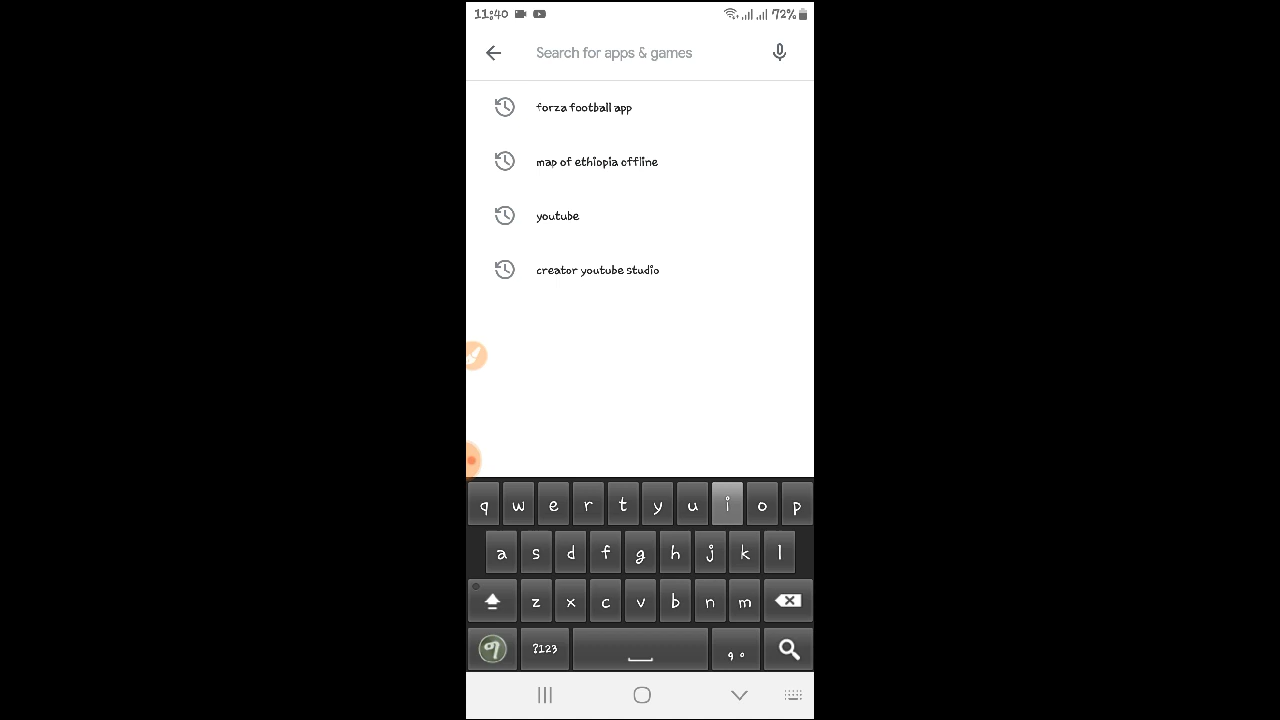 11:40 72%
Search for apps & games
forza football app
map of ethiopia offline
youtube
creator youtube studio
q w e r t y u i o p
a s d f g h j k l
z x c v b n m
ግ ?123